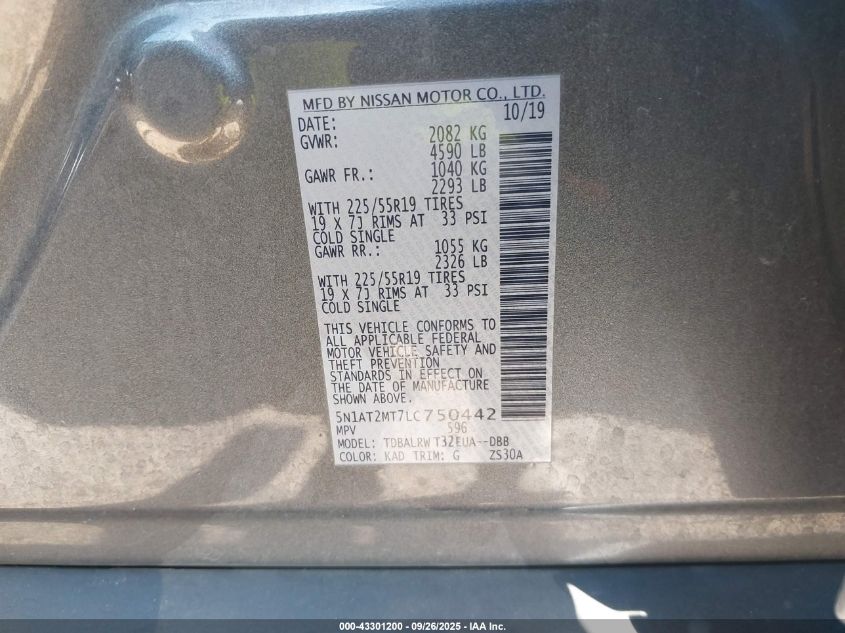 MFD BY NISSAN MOTOR CO., LTD.
DATE: 10/19
GVWR: 2082 KG
4590 LB
GAWR FR.: 1040 KG
2293 LB
WITH 225/55R19 TIRES
19 X 7J RIMS AT 33 PSI
COLD SINGLE
GAWR RR.: 1055 KG
2326 LB
WITH 225/55R19 TIRES
19 X 7J RIMS AT 33 PSI
COLD SINGLE
THIS VEHICLE CONFORMS TO
ALL APPLICABLE FEDERAL
MOTOR VEHICLE SAFETY AND
THEFT PREVENTION
STANDARDS IN EFFECT ON
THE DATE OF MANUFACTURE
SHOWN ABOVE.
5N1AT2MT7LC750442
MPV 596
MODEL: TDBALRW T32EUA--DBB
COLOR: KAD TRIM: G ZS30A
000-43301200 - 09/26/2025 - IAA Inc.